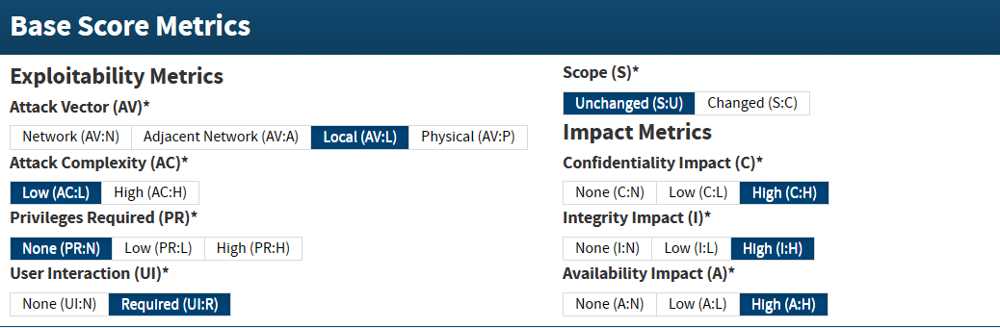 Base Score Metrics
Exploitability Metrics
Attack Vector (AV)*
Network (AV:N) Adjacent Network (AV:A) Local (AV:L) Physical (AV:P)
Attack Complexity (AC)*
Low (AC:L) High (AC:H)
Privileges Required (PR)*
None (PR:N) Low (PR:L) High (PR:H)
User Interaction (UI)*
None (UI:N) Required (UI:R)
Scope (S)*
Unchanged (S:U) Changed (S:C)
Impact Metrics
Confidentiality Impact (C)*
None (C:N) Low (C:L) High (C:H)
Integrity Impact (I)*
None (I:N) Low (I:L) High (I:H)
Availability Impact (A)*
None (A:N) Low (A:L) High (A:H)